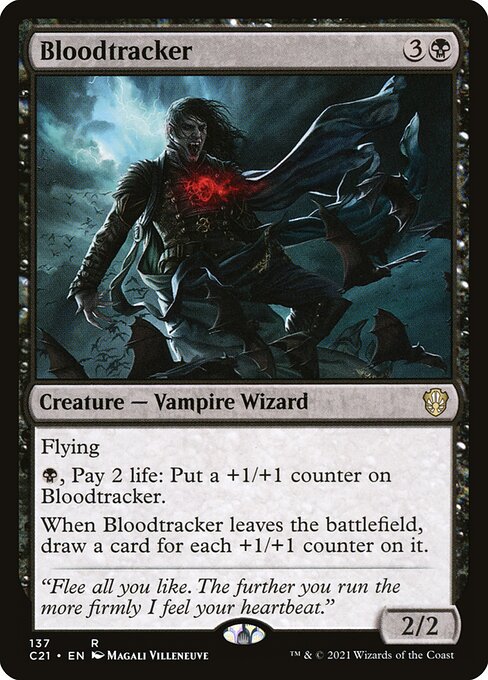 Bloodtracker 3
Creature — Vampire Wizard
Flying
, Pay 2 life: Put a +1/+1 counter on
Bloodtracker.
When Bloodtracker leaves the battlefield,
draw a card for each +1/+1 counter on it.
“Flee all you like. The further you run the
more firmly I feel your heartbeat.”
2/2
137 R
C21 • EN MAGALI VILLENEUVE ™ & © 2021 Wizards of the Coast